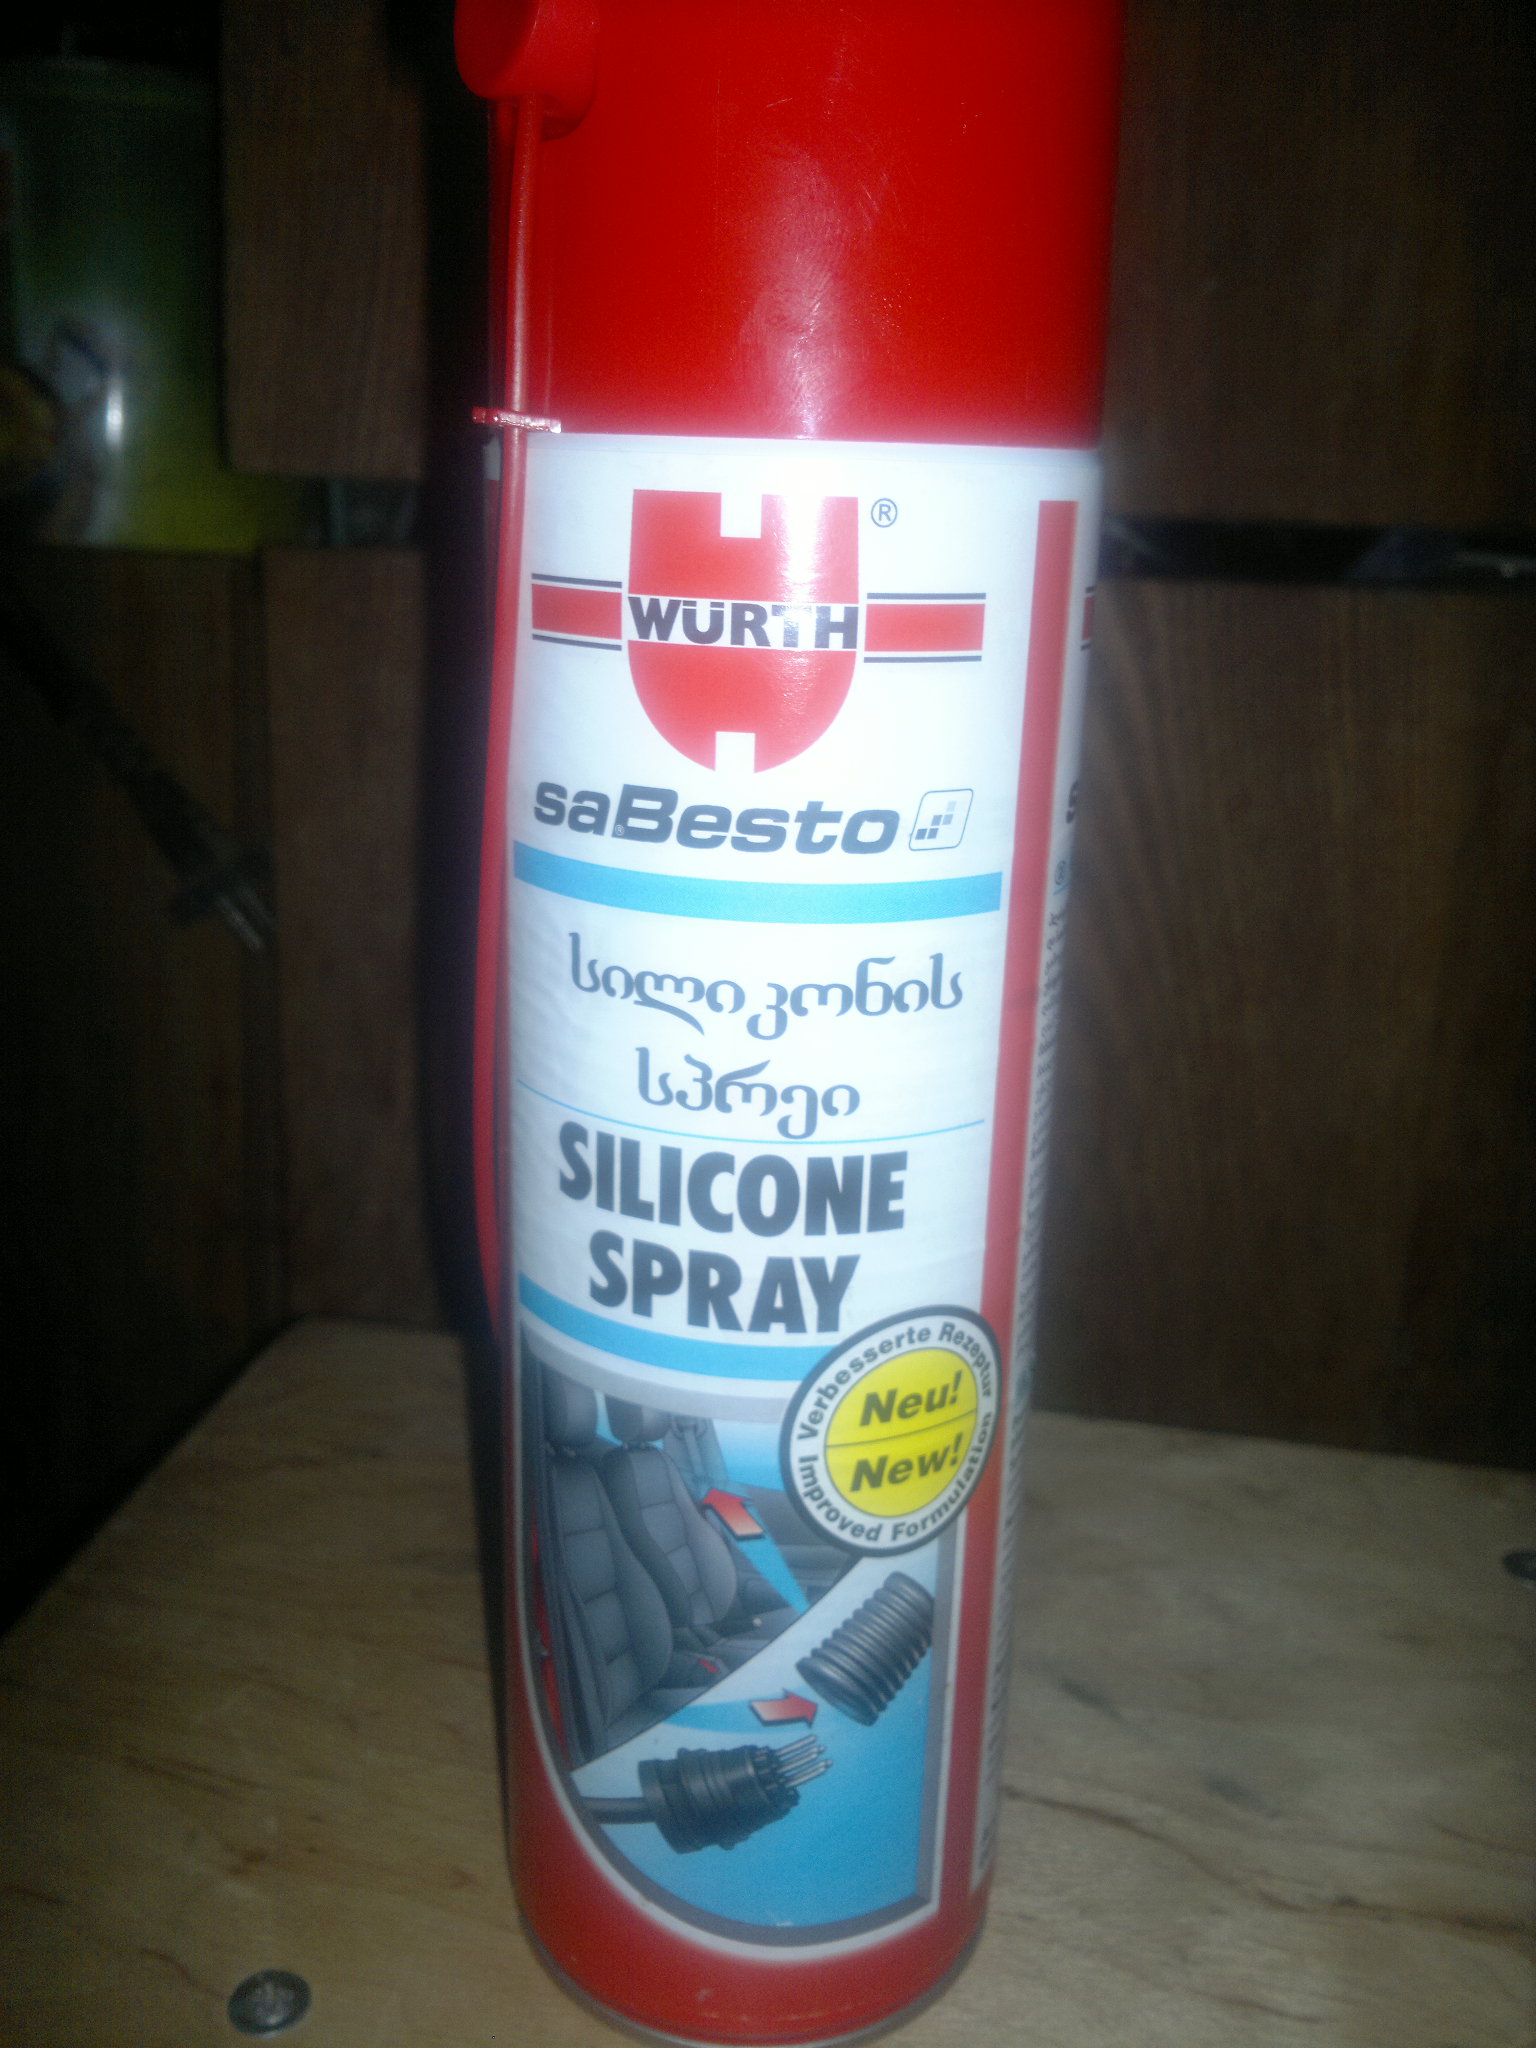 ®
WÜRTH
saBesto
®
სილიკონის
სპრეი
SILICONE
SPRAY
Verbesserte Rezeptur
Neu!
New!
Improved Formulation